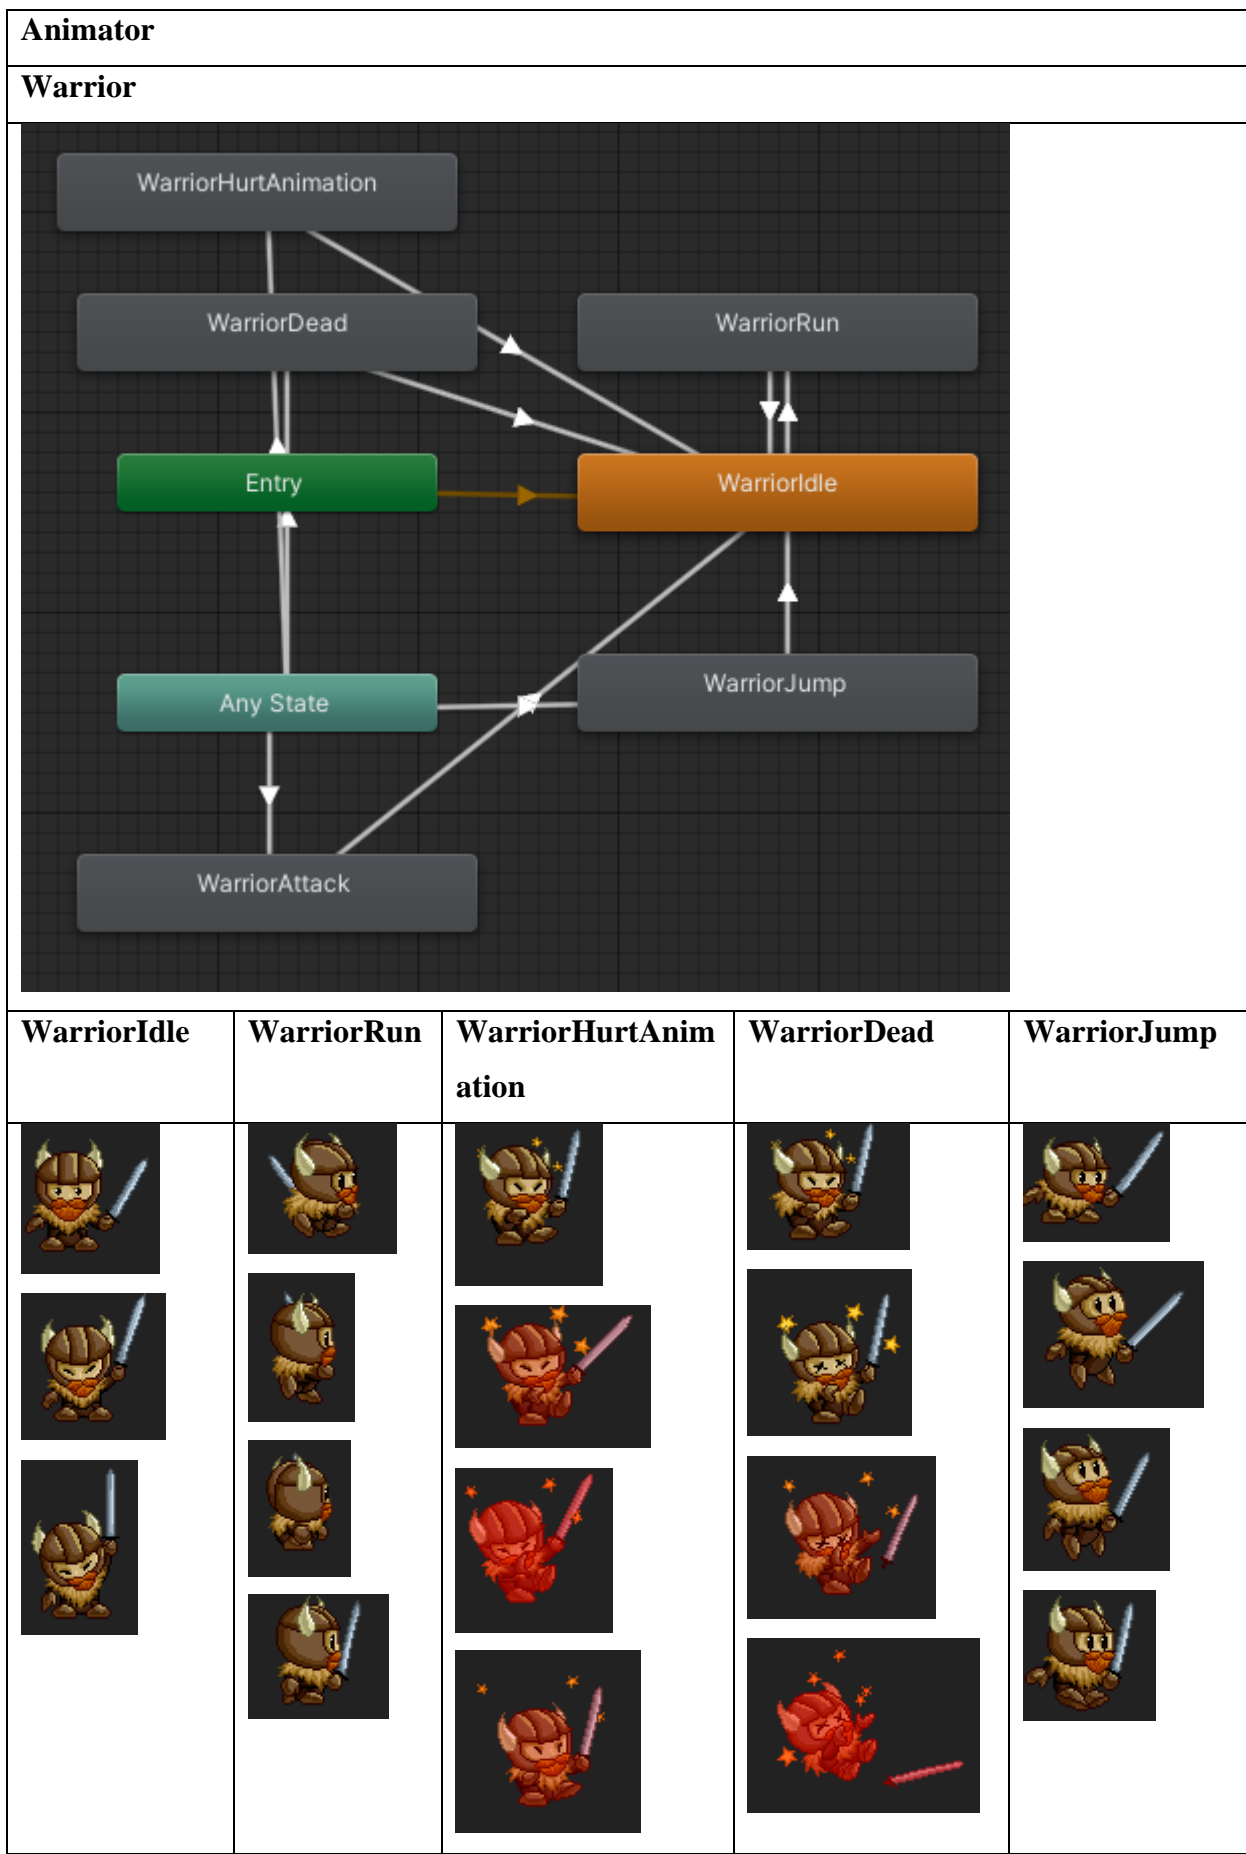 Animator
Warrior
WarriorHurtAnimation
WarriorDead
WarriorRun
Entry
WarriorIdle
Any State
WarriorJump
WarriorAttack
WarriorIdle
WarriorRun
WarriorHurtAnim
ation
WarriorDead
WarriorJump